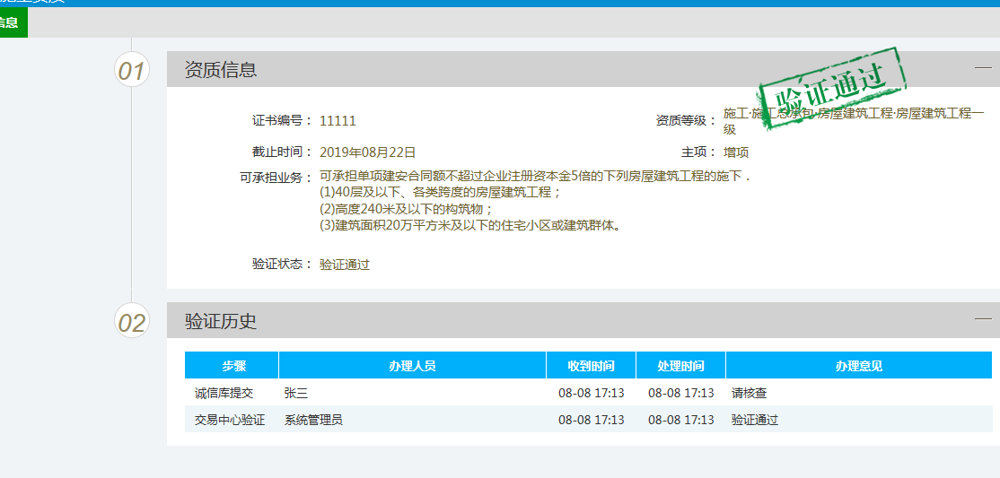 信息
01
资质信息
验证通过
证书编号： 11111
资质等级： 施工·施工总承包·房屋建筑工程·房屋建筑工程一
级
截止时间： 2019年08月22日
主项： 增项
可承担业务： 可承担单项建安合同额不超过企业注册资本金5倍的下列房屋建筑工程的施下．
(1)40层及以下、各类跨度的房屋建筑工程；
(2)高度240米及以下的构筑物；
(3)建筑面积20万平方米及以下的住宅小区或建筑群体。
验证状态： 验证通过
02
验证历史
步骤 办理人员 收到时间 处理时间 办理意见
诚信库提交 张三 08-08 17:13 08-08 17:13 请核查
交易中心验证 系统管理员 08-08 17:13 08-08 17:13 验证通过